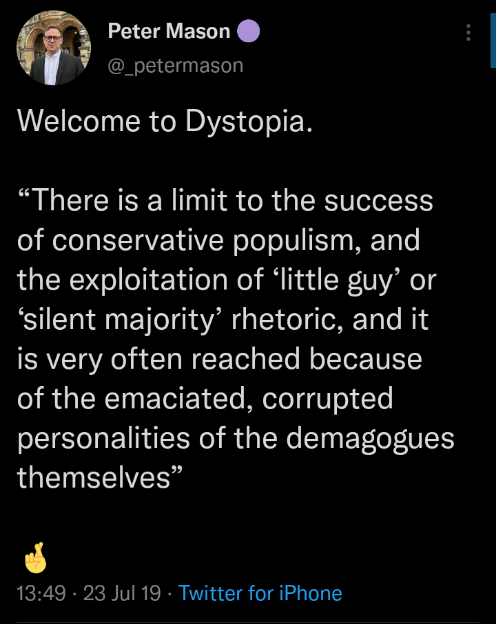 Peter Mason
@_petermason
Welcome to Dystopia.
“There is a limit to the success
of conservative populism, and
the exploitation of ‘little guy’ or
‘silent majority’ rhetoric, and it
is very often reached because
of the emaciated, corrupted
personalities of the demagogues
themselves”
🤞
13:49 · 23 Jul 19 · Twitter for iPhone